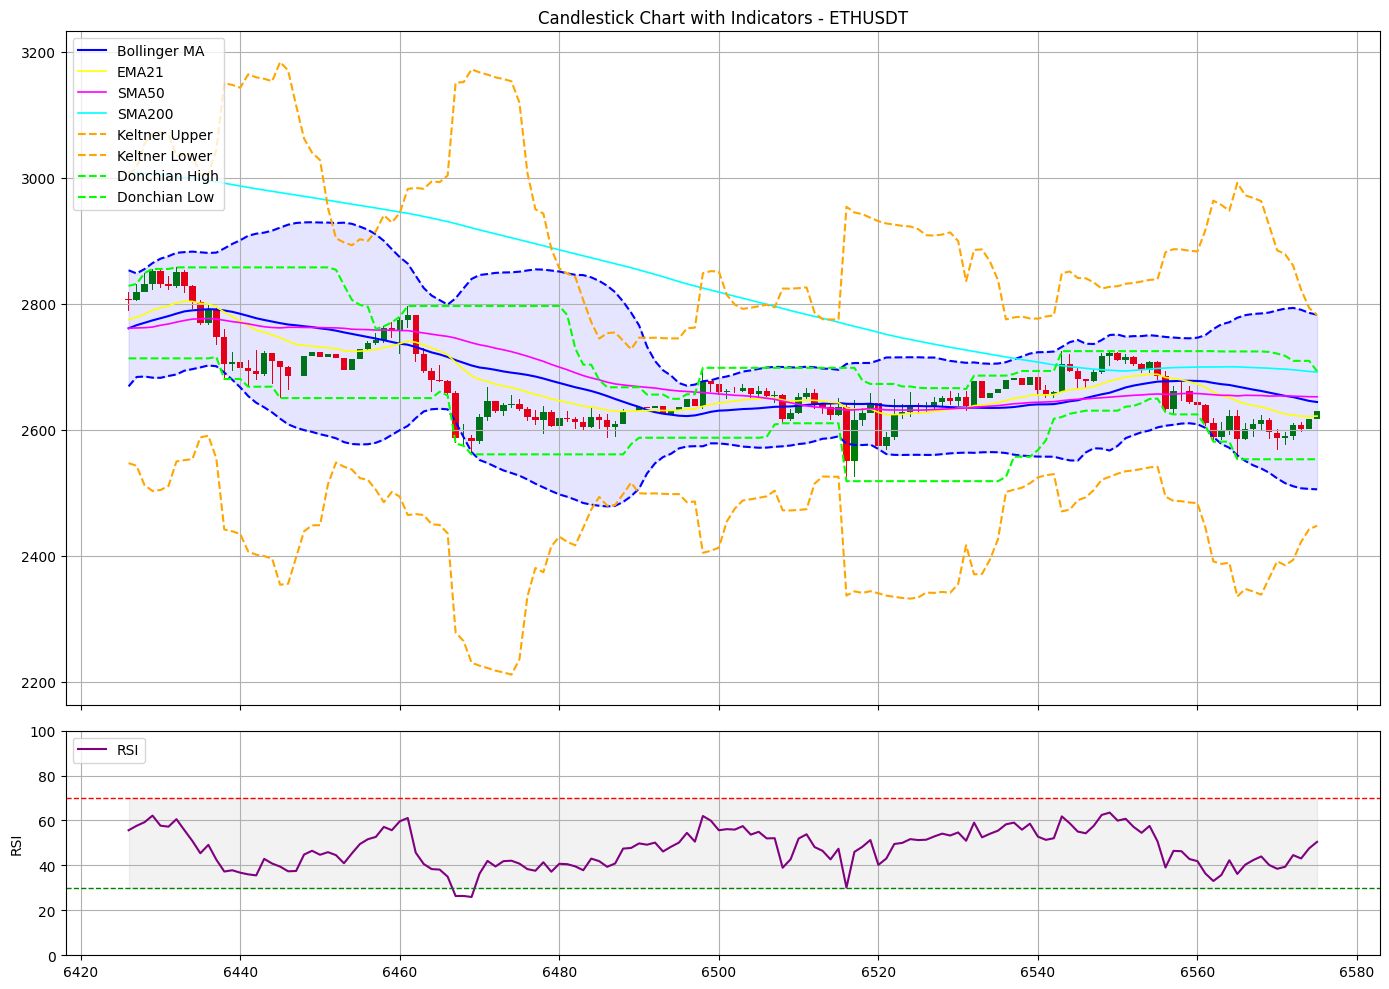 Candlestick Chart with Indicators - ETHUSDT
3200
3000
2800
2600
2400
2200
Bollinger MA
EMA21
SMA50
SMA200
Keltner Upper
Keltner Lower
Donchian High
Donchian Low
100
80
60
40
20
0
RSI
RSI
6420 6440 6460 6480 6500 6520 6540 6560 6580